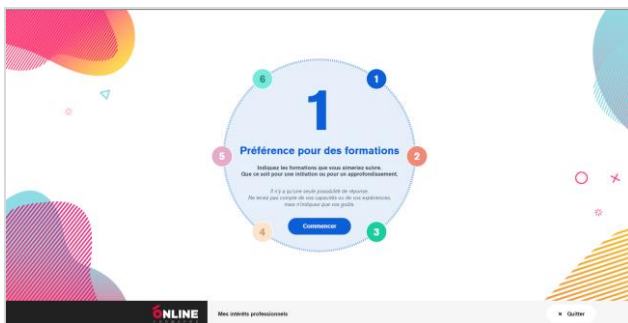 6
1
1
Préférence pour des formations
5
2
Indiquez les formations que vous aimeriez suivre.
Que ce soit pour une initiation ou pour un approfondissement.
Il n'y a qu'une seule possibilité de réponse.
Ne tenez pas compte de vos capacités ou de vos expériences,
mais n'indiquez que vos goûts.
4
Commencer
3
ONLINE
Mes intérêts professionnels
× Quitter